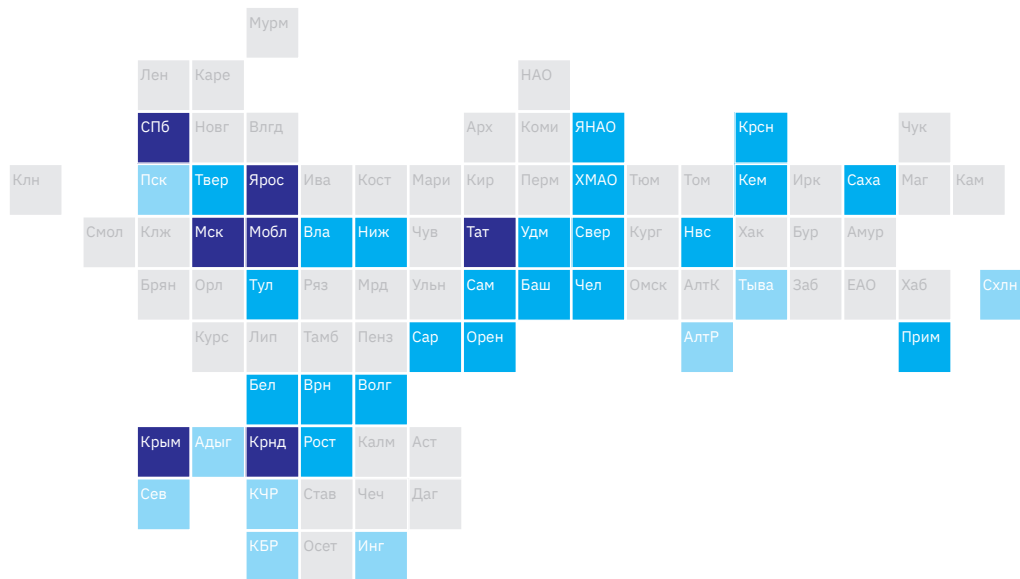 Мурм
Лен Каре НАО
СПб Новг Влгд Арх Коми ЯНАО Крсн Чук
Клн Пск Твер Ярос Ива Кост Мари Кир Перм ХМАО Тюм Том Кем Ирк Саха Маг Кам
Смол Клж Мск Мобл Вла Ниж Чув Тат Удм Свер Кург Нвс Хак Бур Амур
Брян Орл Тул Ряз Мрд Ульн Сам Баш Чел Омск АлтК Тыва Заб ЕАО Хаб Схлн
Курс Лип Тамб Пенз Сар Орен АлтР Прим
Бел Врн Волг
Крым Адыг Крнд Рост Калм Аст
Сев КЧР Став Чеч Даг
КБР Осет Инг